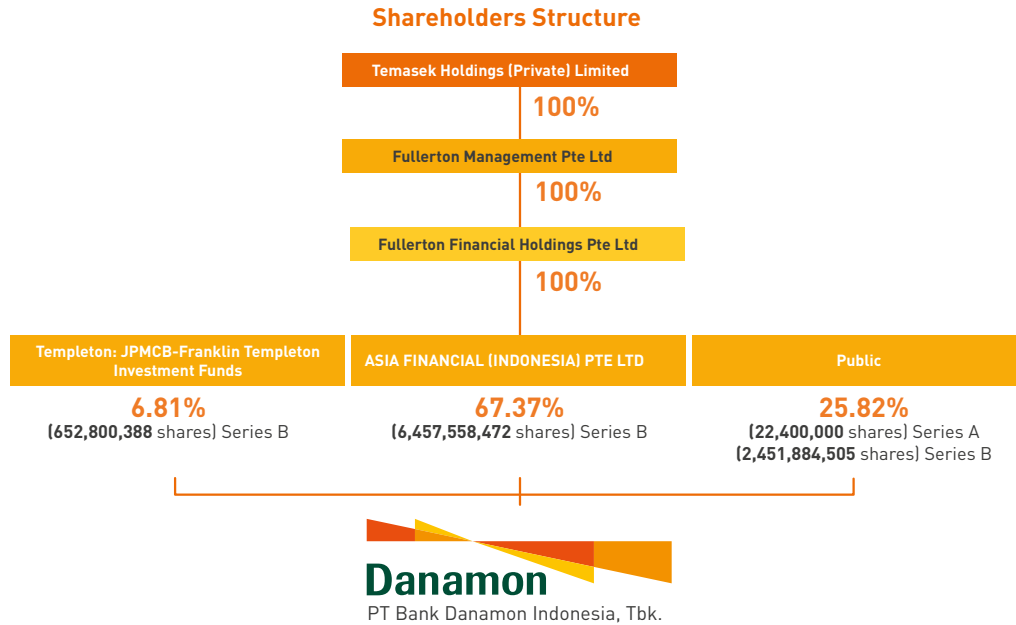 Shareholders Structure
Temasek Holdings (Private) Limited
100%
Fullerton Management Pte Ltd
100%
Fullerton Financial Holdings Pte Ltd
100%
Templeton: JPMCB-Franklin Templeton
Investment Funds
6.81%
(652,800,388 shares) Series B
ASIA FINANCIAL (INDONESIA) PTE LTD
67.37%
(6,457,558,472 shares) Series B
Public
25.82%
(22,400,000 shares) Series A
(2,451,884,505 shares) Series B
Danamon
PT Bank Danamon Indonesia, Tbk.